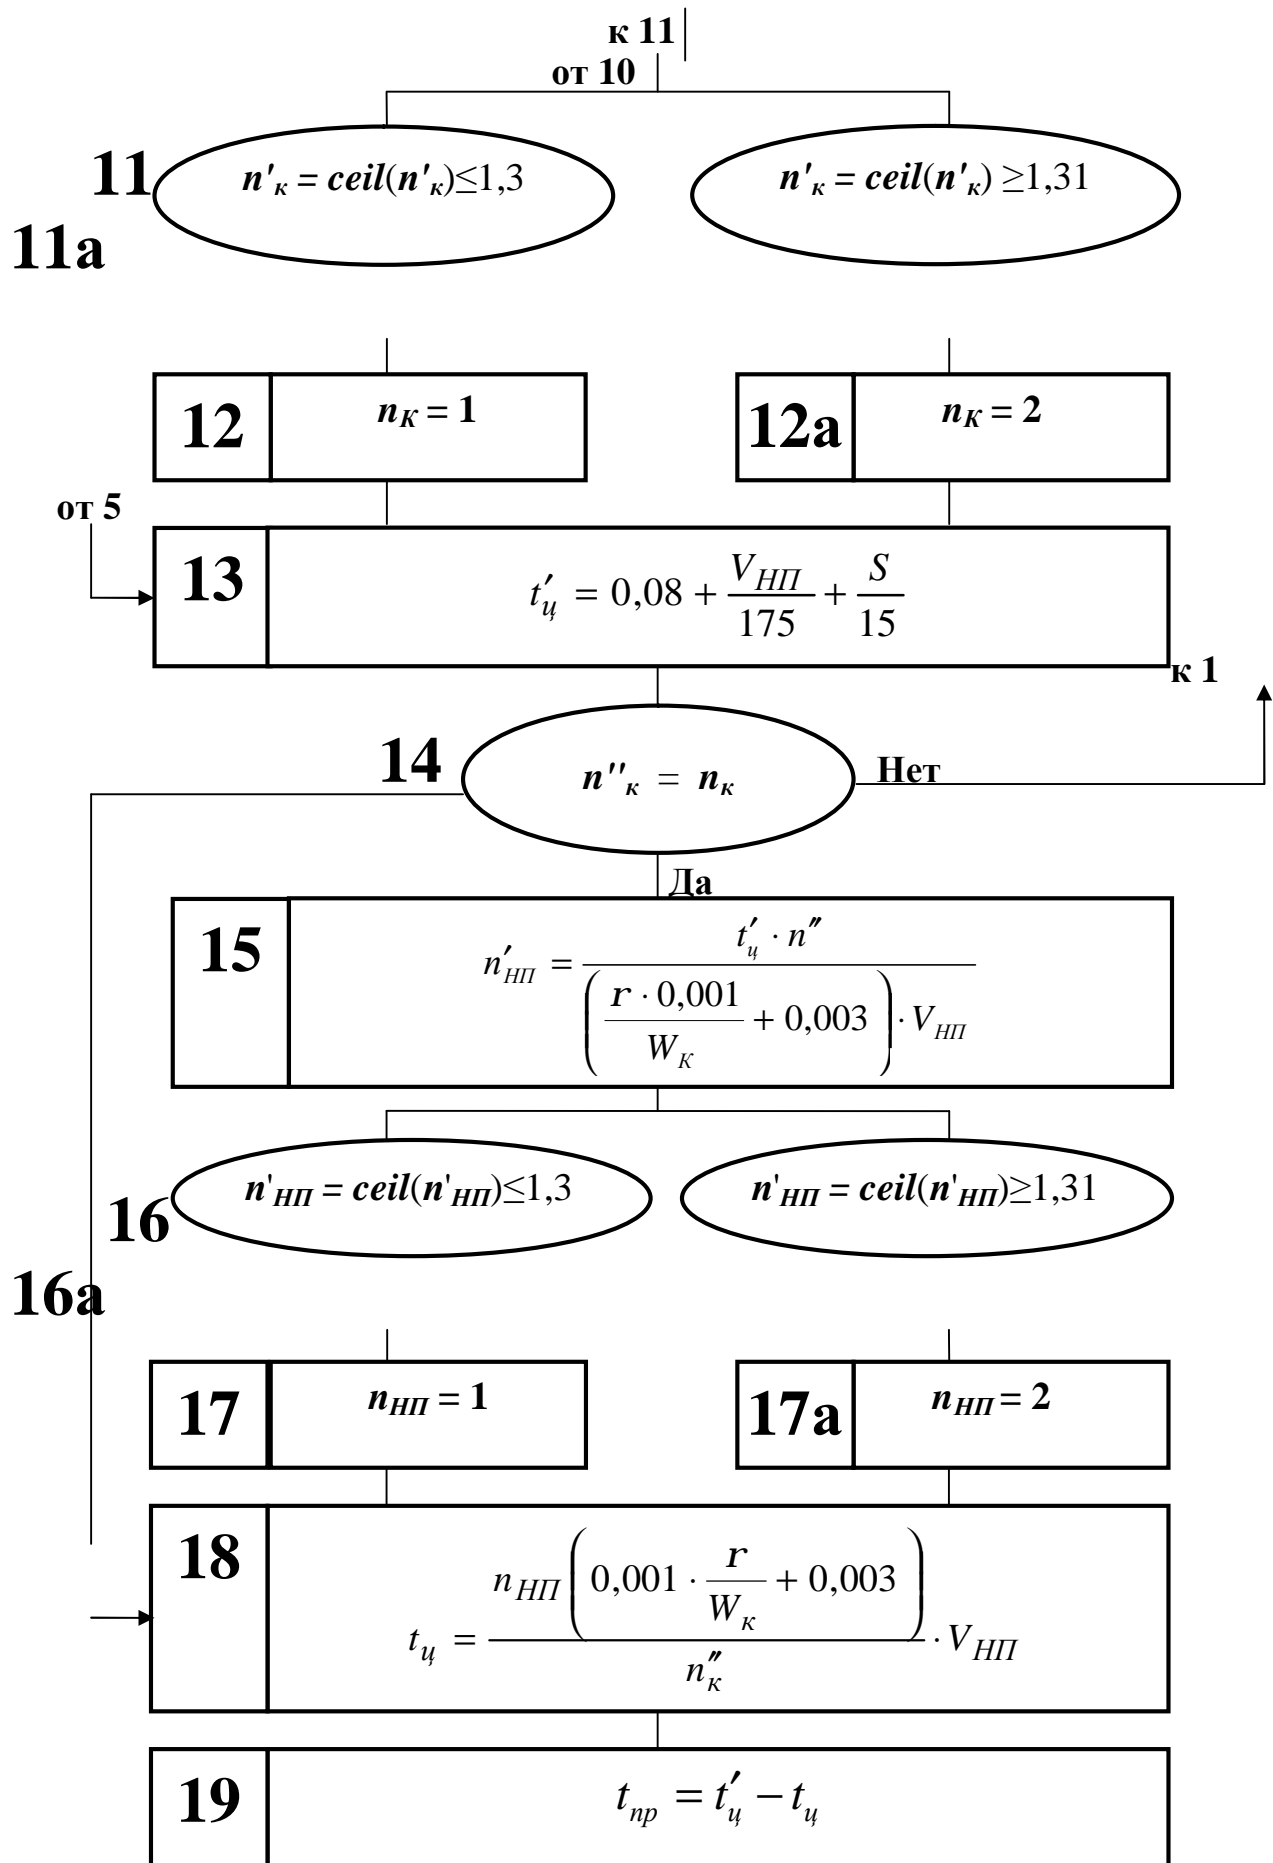 к 11
от 10
11 n'к = ceil(n'к)≤1,3 n'к = ceil(n'к) ≥1,31
11а
12 nК = 1 12а nК = 2
от 5
13 t'ц = 0,08 + VНП/175 + S/15
к 1
14 n''к = nк Нет
Да
15 n'НП = t'ц · n'' / ((r · 0,001 / WК + 0,003) · VНП)
16 n'НП = ceil(n'НП)≤1,3 n'НП = ceil(n'НП)≥1,31
16а
17 nНП = 1 17а nНП = 2
18 tц = nНП (0,001 · r/Wк + 0,003) / n''к · VНП
19 tпр = t'ц − tц